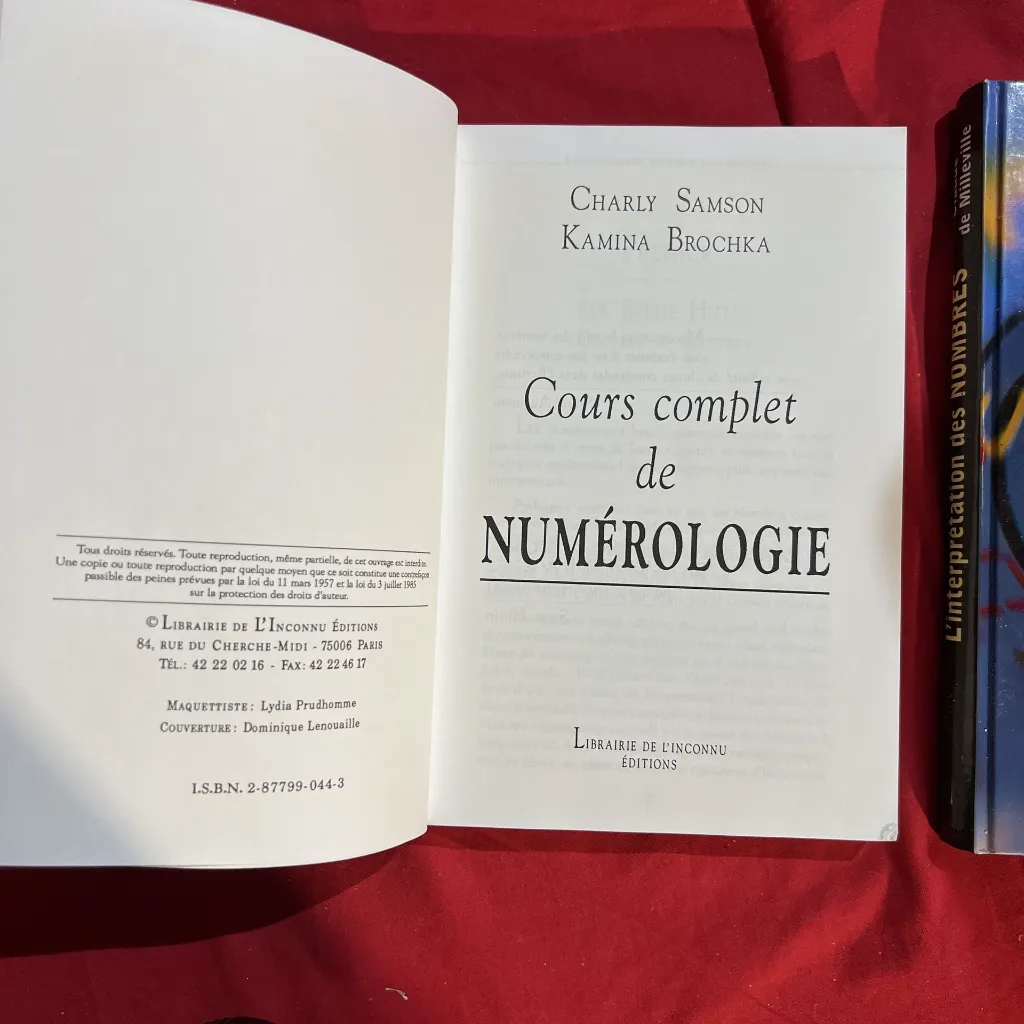 Tous droits réservés. Toute reproduction, même partielle, de cet ouvrage est interdite.
Une copie ou toute reproduction par quelque moyen que ce soit constitue une contrefaçon
passible des peines prévues par la loi du 11 mars 1957 et la loi du 3 juillet 1985
sur la protection des droits d'auteur.
© LIBRAIRIE DE L'INCONNU ÉDITIONS
84, RUE DU CHERCHE-MIDI - 75006 PARIS
TÉL.: 42 22 02 16 - FAX: 42 22 46 17
MAQUETTISTE : Lydia Prudhomme
COUVERTURE : Dominique Lenouaille
I.S.B.N. 2-87799-044-3
CHARLY SAMSON
KAMINA BROCHKA
Cours complet
de
NUMÉROLOGIE
LIBRAIRIE DE L'INCONNU
ÉDITIONS
de Milleville
L'interprétation des NOMBRES